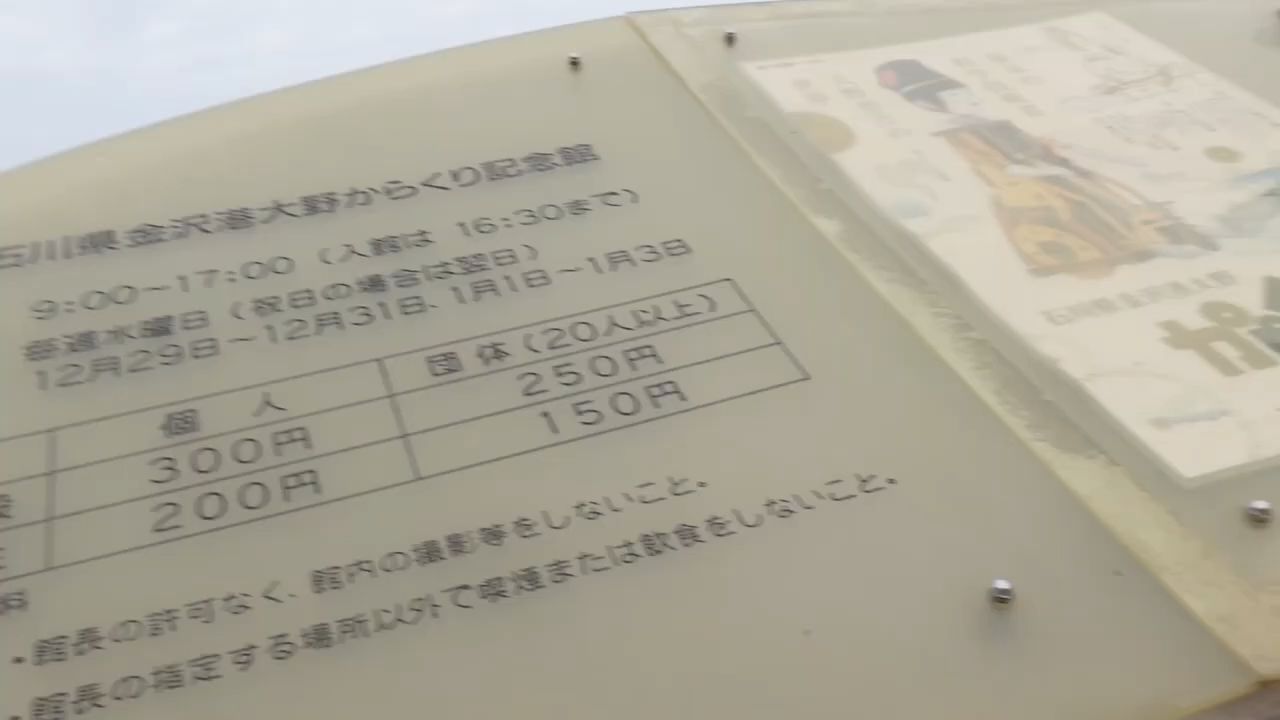 石川県金沢港大野からくり記念館
9:00~17:00 (入館は 16:30まで)
毎週水曜日 (祝日の場合は翌日)
12月29日~12月31日、1月1日~1月3日
個 人 団 体 (20人以上)
300円 250円
200円 150円
・館長の許可なく、館内の撮影等をしないこと。
・館長の指定する場所以外で喫煙または飲食をしないこと。
から